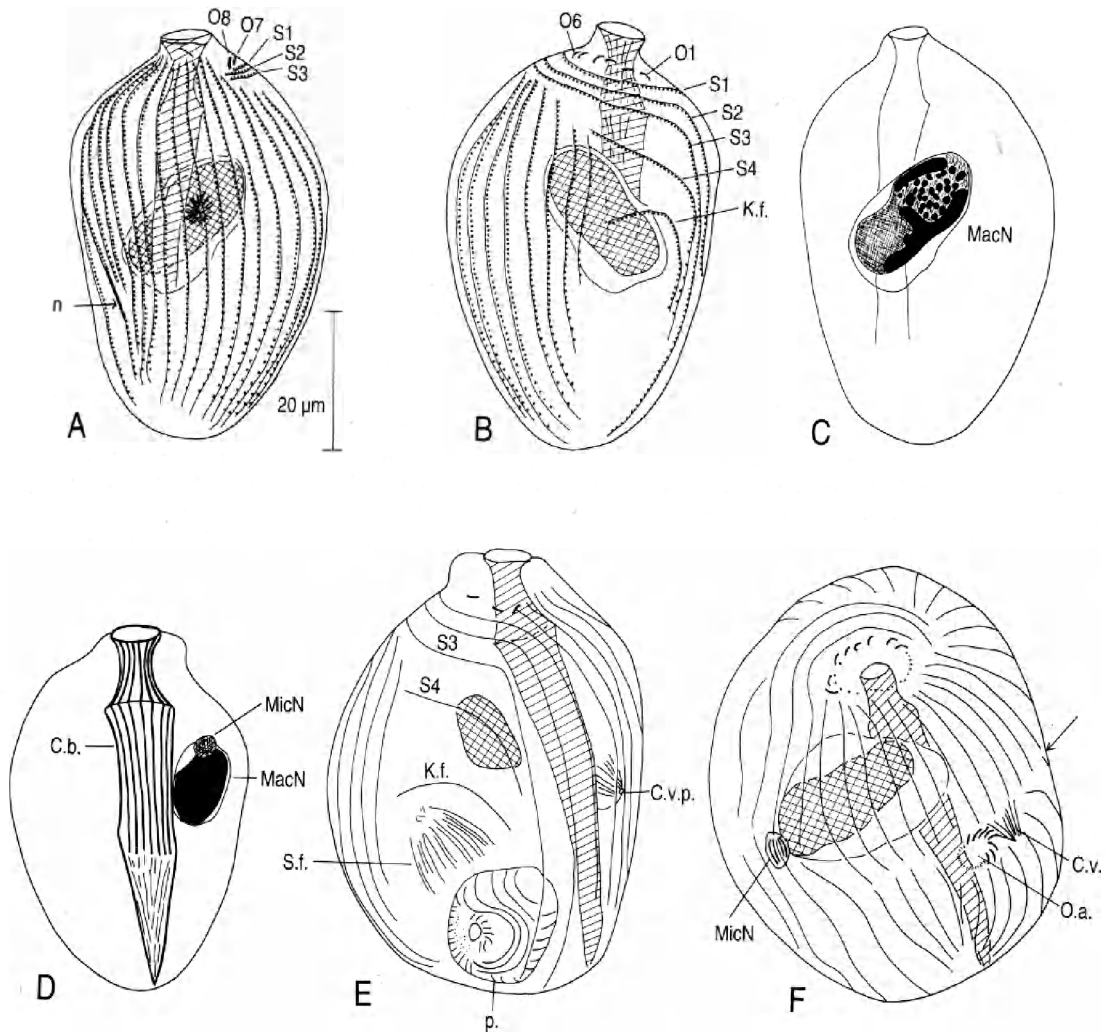 O8
O7
S1
S2
S3
n
20 µm
A
O6
O1
S1
S2
S3
S4
K.f.
B
MacN
C
C.b.
MicN
MacN
D
S3
S4
K.f.
S.f.
C.v.p.
p.
E
MicN
C.v.
O.a.
F